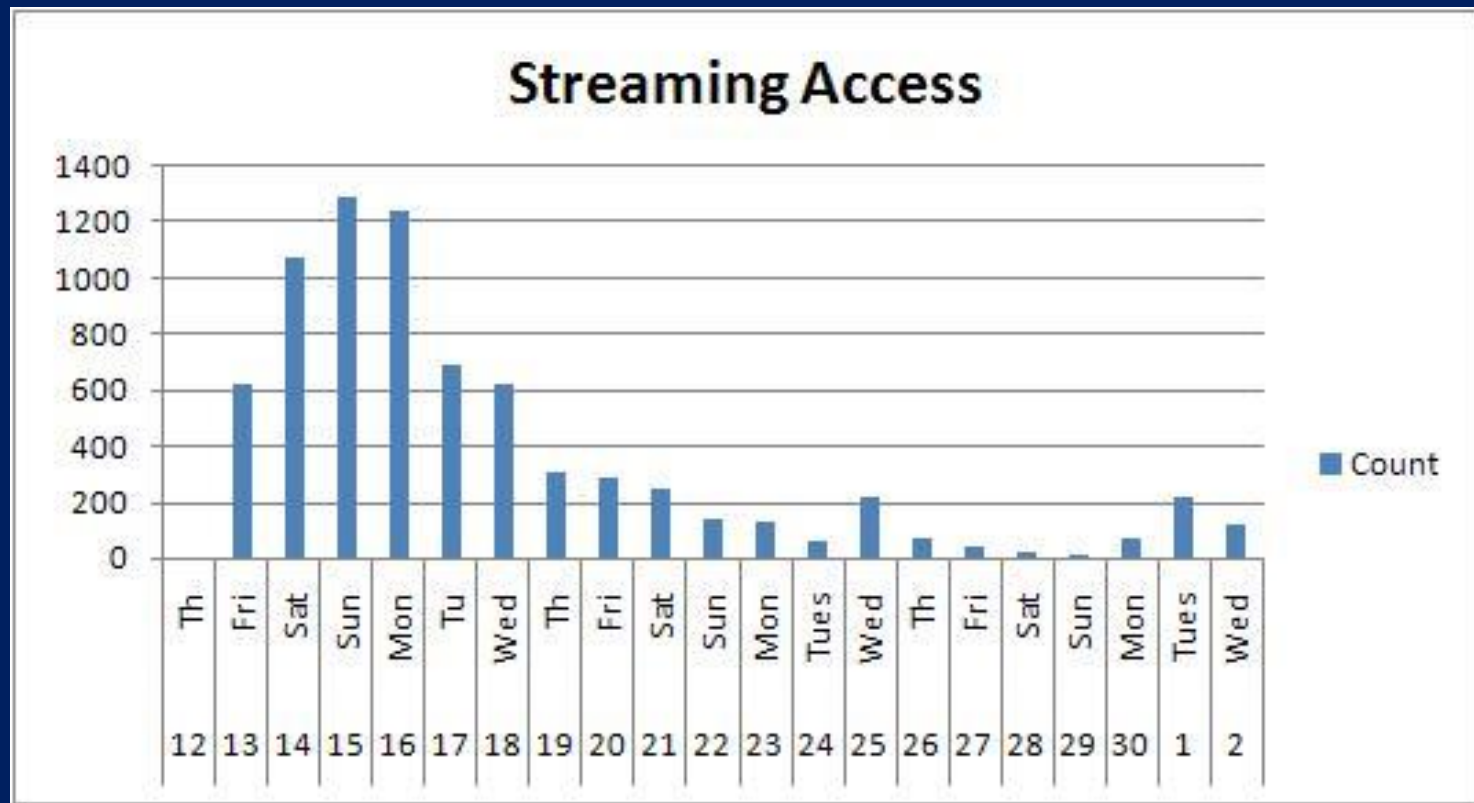 Streaming Access
1400
1200
1000
800
600
400
200
0
Count
Th Fri Sat Sun Mon Tu Wed Th Fri Sat Sun Mon Tues Wed Th Fri Sat Sun Mon Tues Wed
12 13 14 15 16 17 18 19 20 21 22 23 24 25 26 27 28 29 30 1 2